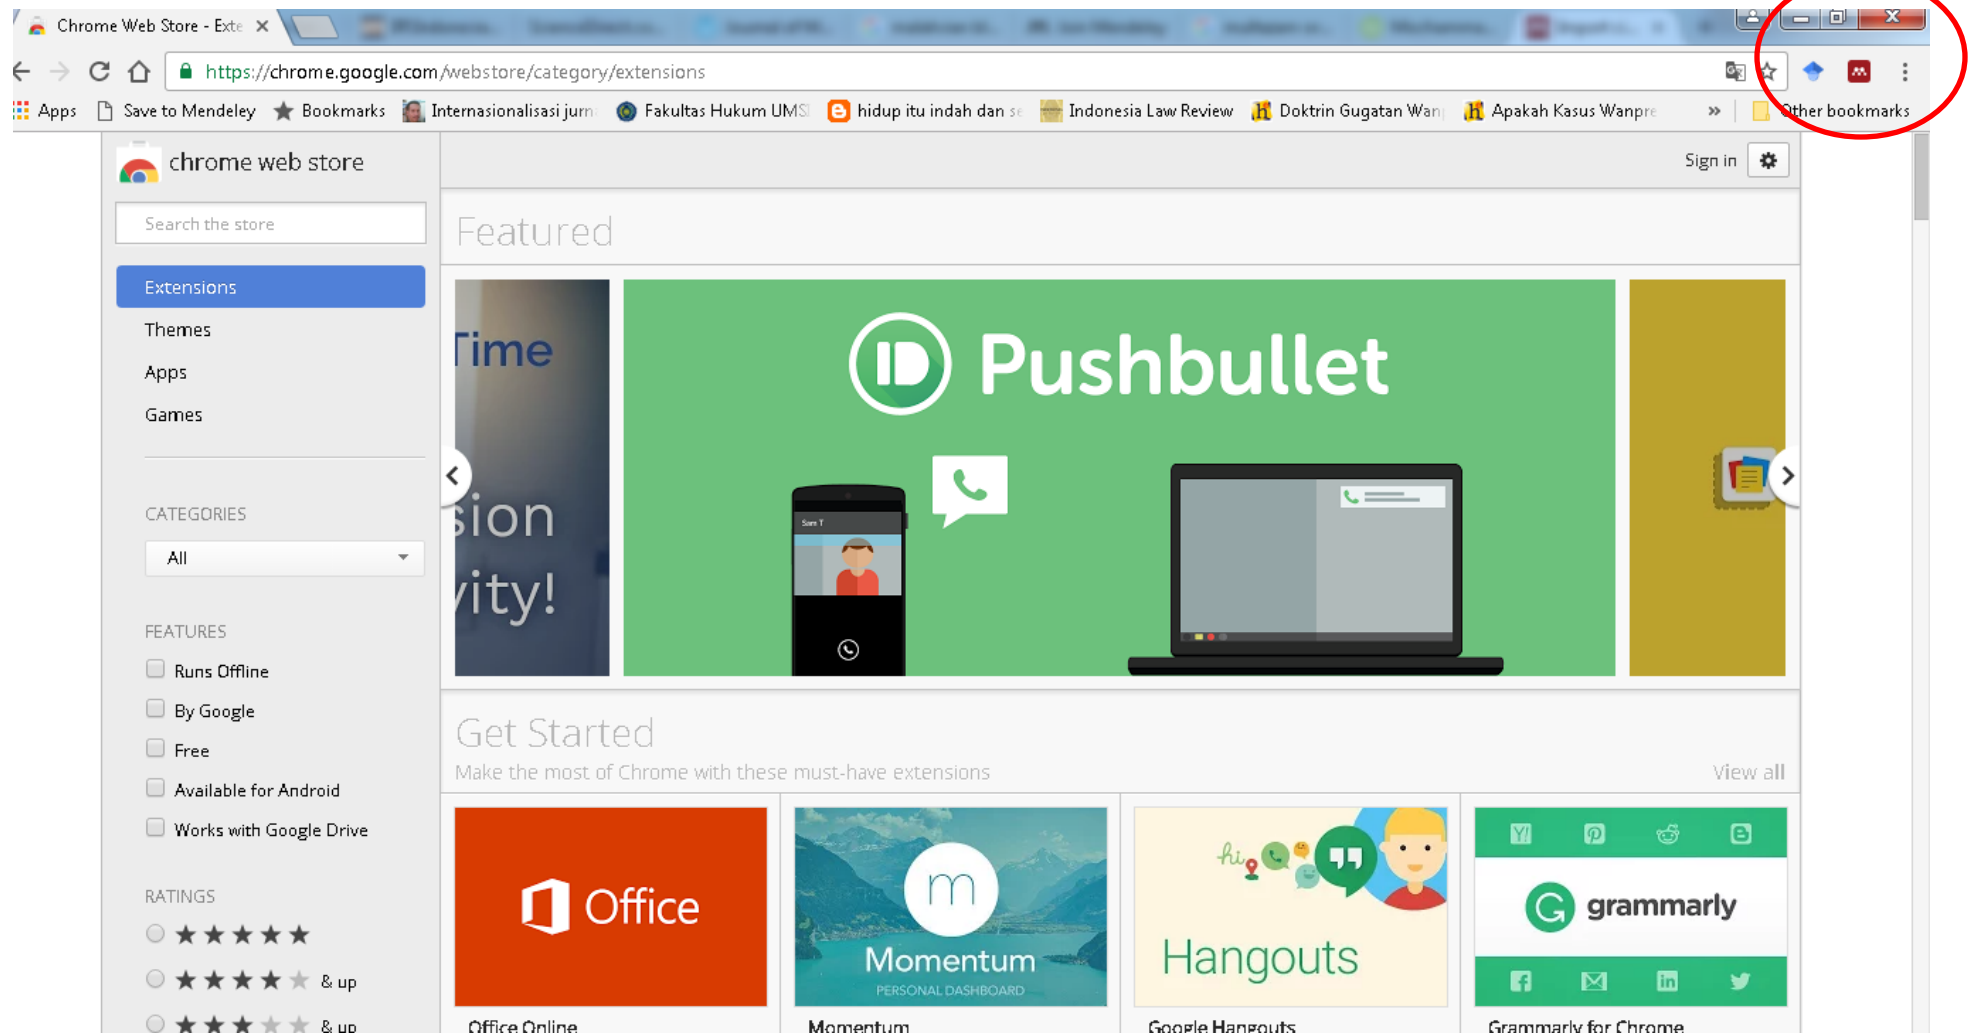 Chrome Web Store - Exte
https://chrome.google.com/webstore/category/extensions
Apps Save to Mendeley Bookmarks Internasionalisasi jurn Fakultas Hukum UMS hidup itu indah dan se Indonesia Law Review Doktrin Gugatan Wan Apakah Kasus Wanpre » Other bookmarks
chrome web store
Sign in
Search the store
Featured
Extensions
Themes
Apps
Games
CATEGORIES
All
FEATURES
Runs Offline
By Google
Free
Available for Android
Works with Google Drive
RATINGS
& up
& up
Time
sion
vity!
Pushbullet
Sam T
Get Started
Make the most of Chrome with these must-have extensions
View all
Office
m
Momentum
PERSONAL DASHBOARD
hi
Hangouts
grammarly
Office Online
Momentum
Google Hangouts
Grammarly for Chrome